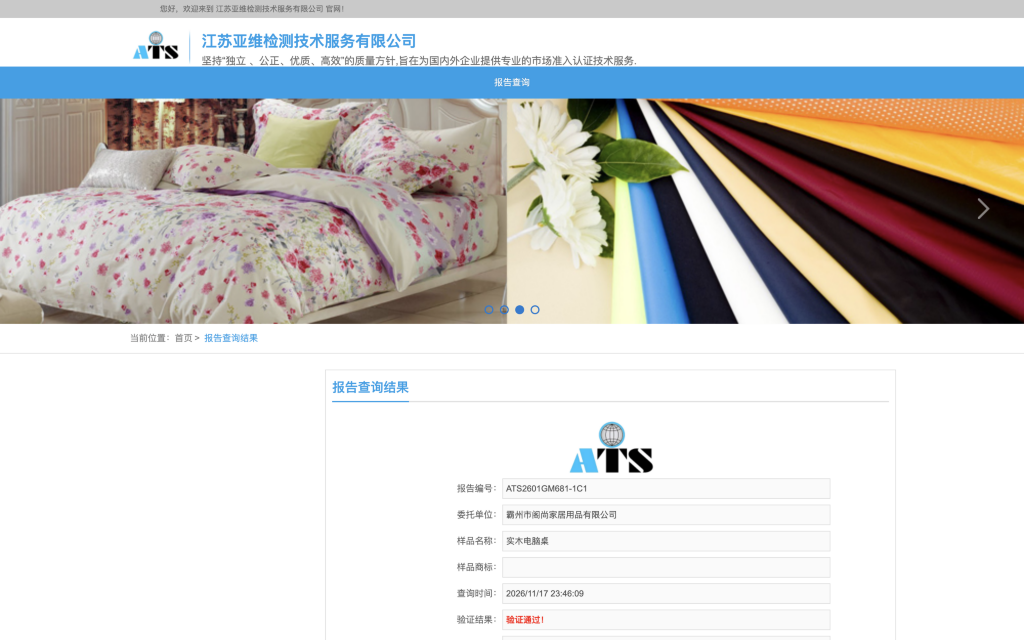 您好，欢迎来到 江苏亚维检测技术服务有限公司 官网！
ATS
江苏亚维检测技术服务有限公司
坚持“独立 、公正、优质、高效”的质量方针,旨在为国内外企业提供专业的市场准入认证技术服务.
报告查询
当前位置：首页 > 报告查询结果
报告查询结果
ATS
报告编号： ATS2601GM681-1C1
委托单位： 霸州市阁尚家居用品有限公司
样品名称： 实木电脑桌
样品商标：
查询时间： 2026/11/17 23:46:09
验证结果： 验证通过！